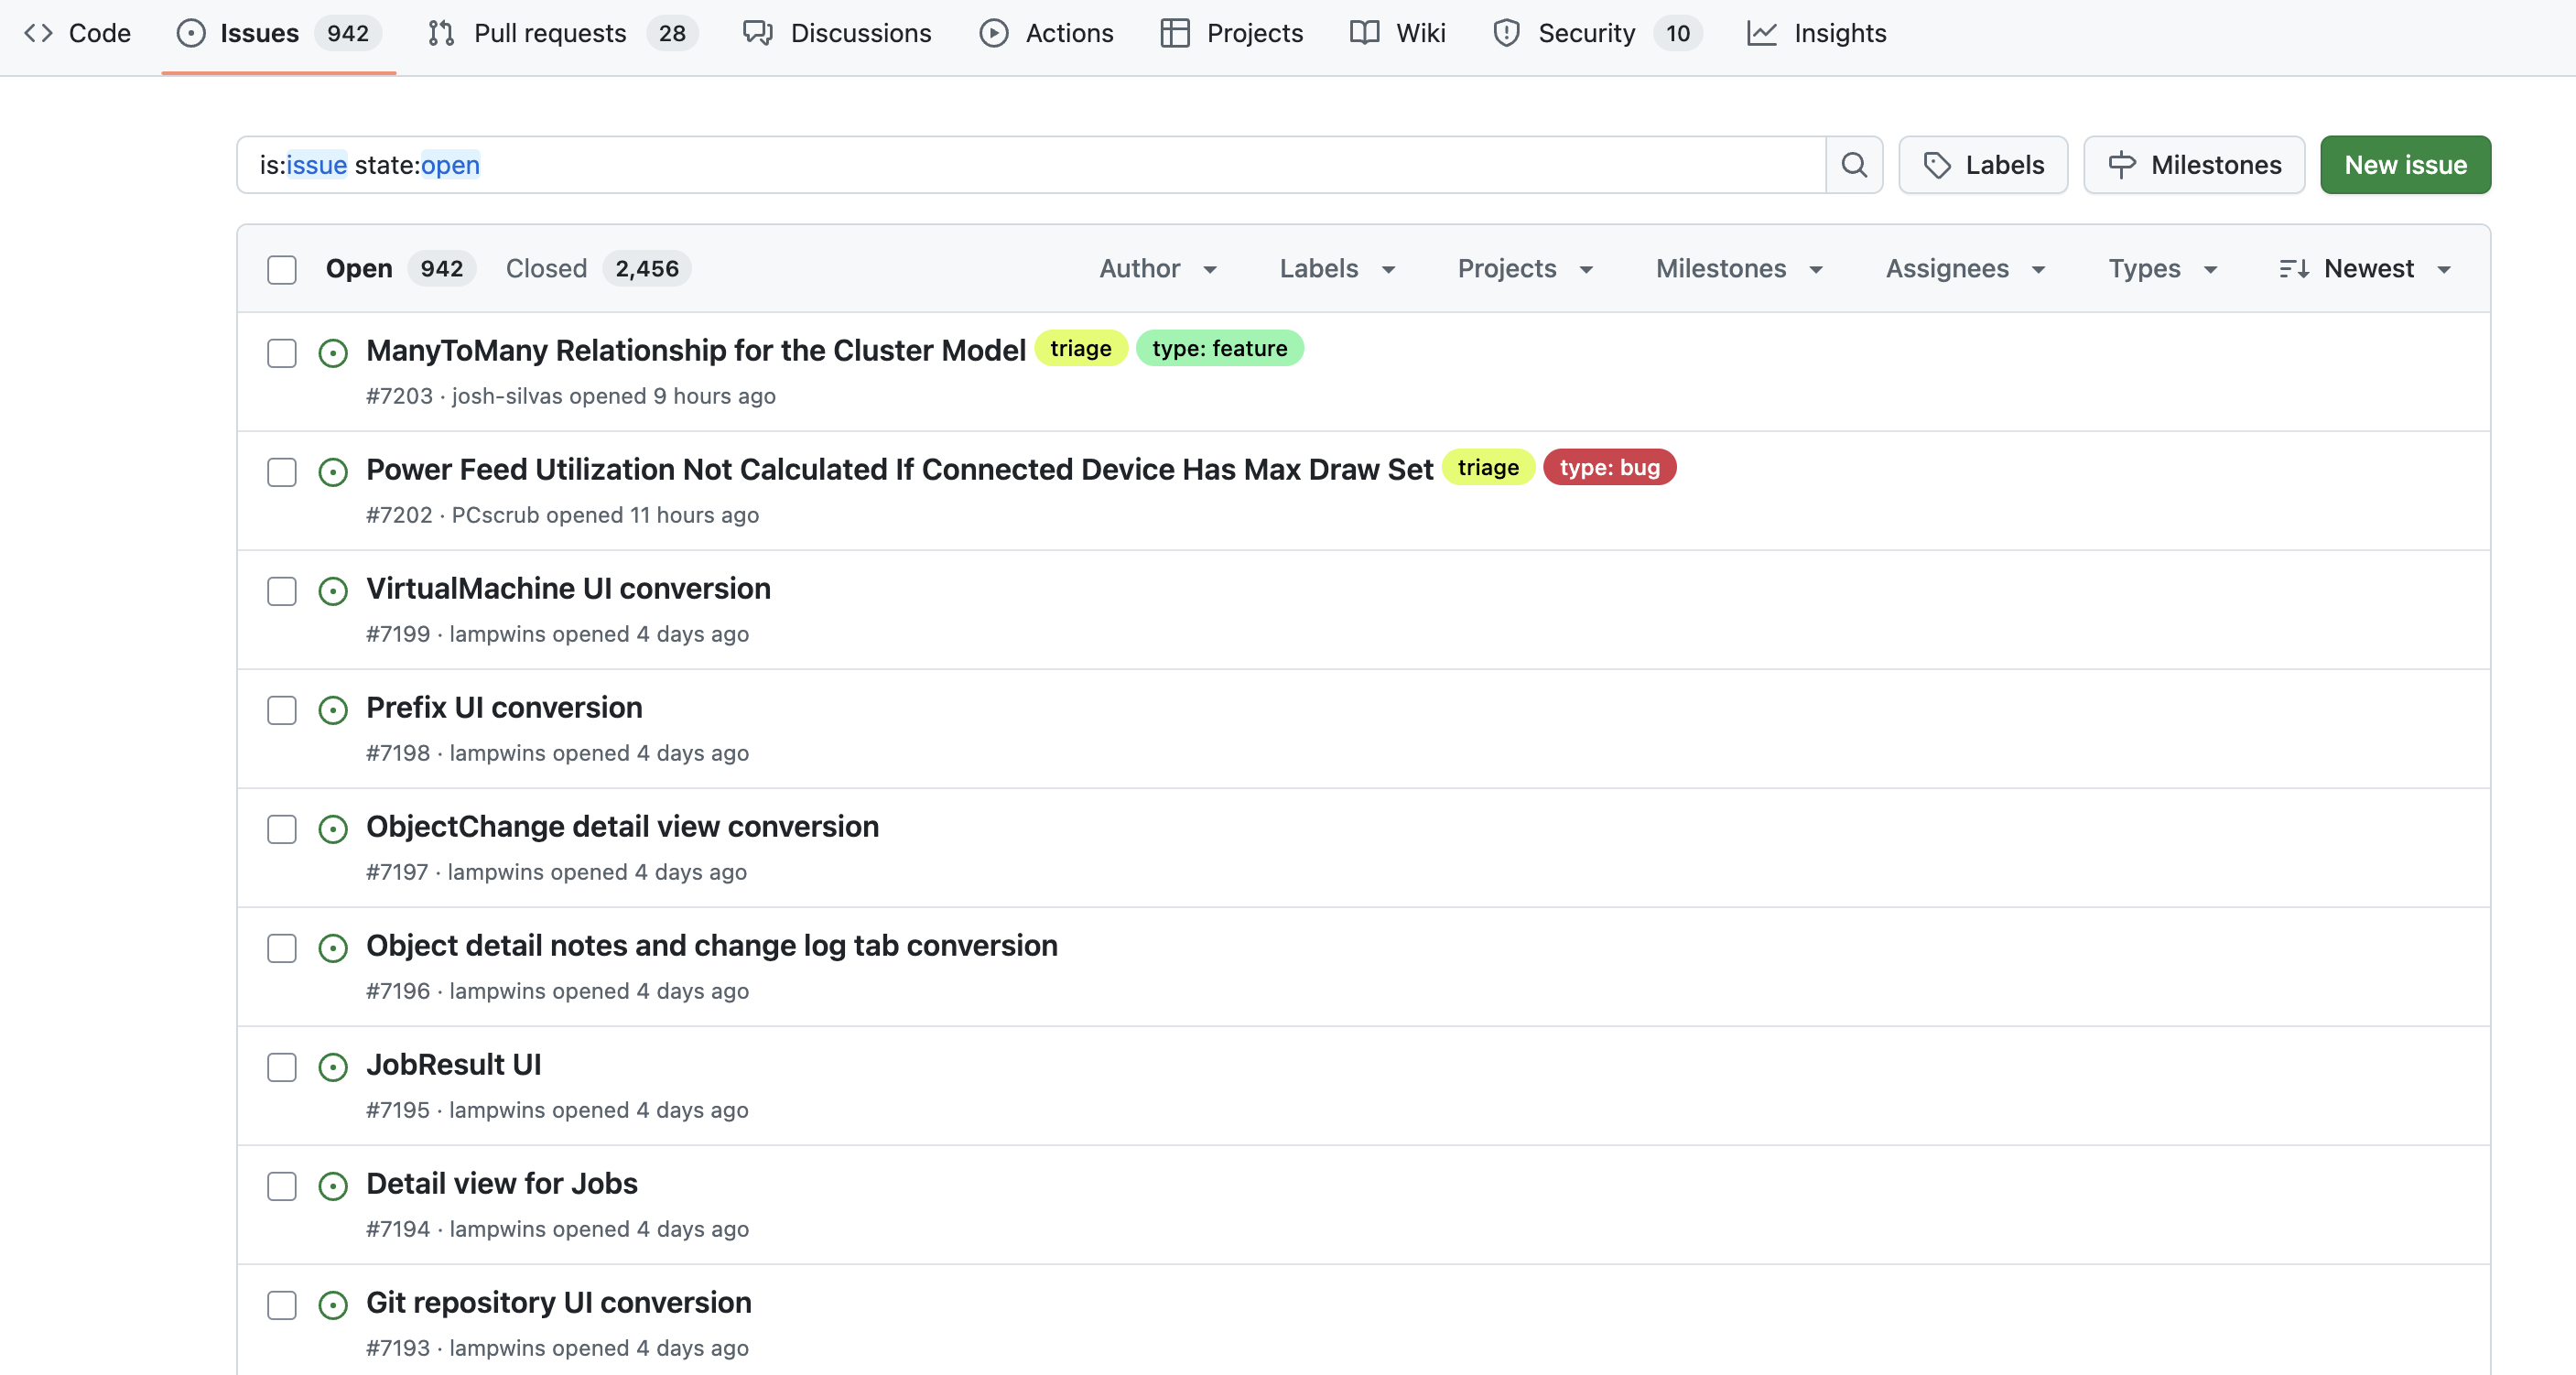 Code Issues 942 Pull requests 28 Discussions Actions Projects Wiki Security 10 Insights
is:issue state:open Labels Milestones New issue
Open 942 Closed 2,456 Author Labels Projects Milestones Assignees Types Newest
ManyToMany Relationship for the Cluster Model triage type: feature
#7203 · josh-silvas opened 9 hours ago
Power Feed Utilization Not Calculated If Connected Device Has Max Draw Set triage type: bug
#7202 · PCscrub opened 11 hours ago
VirtualMachine UI conversion
#7199 · lampwins opened 4 days ago
Prefix UI conversion
#7198 · lampwins opened 4 days ago
ObjectChange detail view conversion
#7197 · lampwins opened 4 days ago
Object detail notes and change log tab conversion
#7196 · lampwins opened 4 days ago
JobResult UI
#7195 · lampwins opened 4 days ago
Detail view for Jobs
#7194 · lampwins opened 4 days ago
Git repository UI conversion
#7193 · lampwins opened 4 days ago